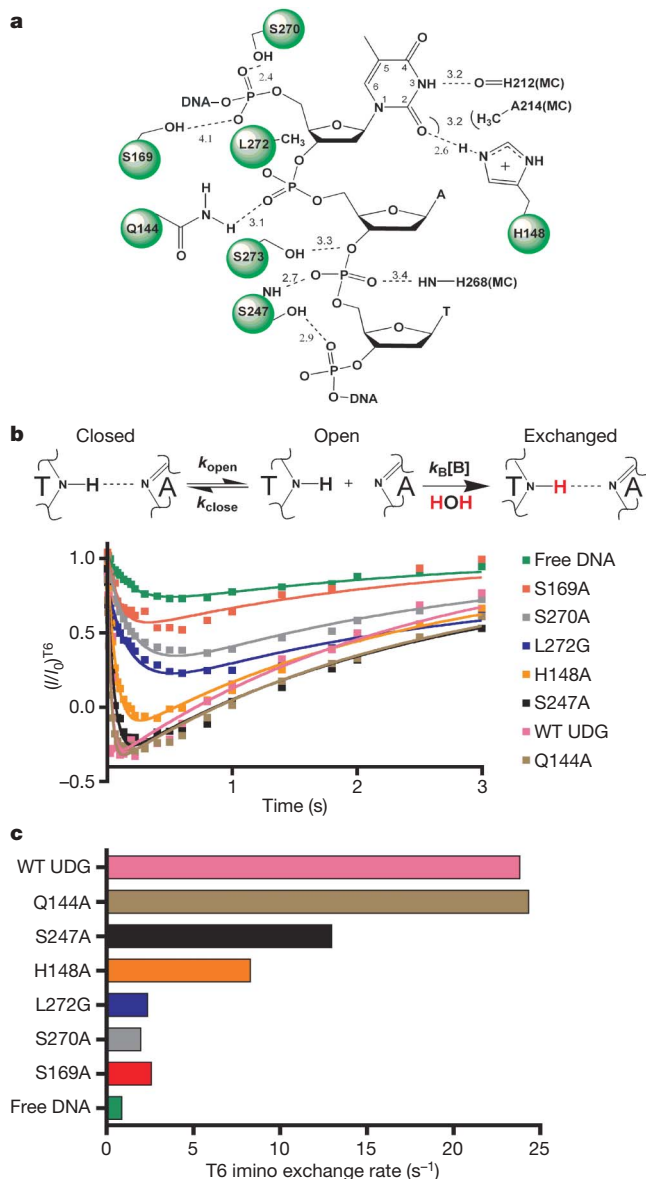 a
S270
OH
O
2.4
DNA
O
P
O
O
O
4.1
OH
S169
L272
CH₃
O
N
1
2
3
4
5
6
O
NH
3.2
O=H212(MC)
3.2
H₃C
A214(MC)
O
2.6
H
N
NH
+
H148
O
O
P
O
O
H
N
H
3.1
Q144
O
S273
OH
3.3
O
A
O
P
O
2.7
NH
3.4
HN—H268(MC)
O
S247
OH
2.9
O
T
O
O
P
O
O
DNA
b
Closed
Open
Exchanged
T N—H N A
k_open
k_close
T N—H + N A
k_B[B]
HOH
T N—H N A
(I/I₀)^T6
1.0
0.5
0.0
−0.5
1
2
3
Time (s)
Free DNA
S169A
S270A
L272G
H148A
S247A
WT UDG
Q144A
c
WT UDG
Q144A
S247A
H148A
L272G
S270A
S169A
Free DNA
0
5
10
15
20
25
T6 imino exchange rate (s⁻¹)